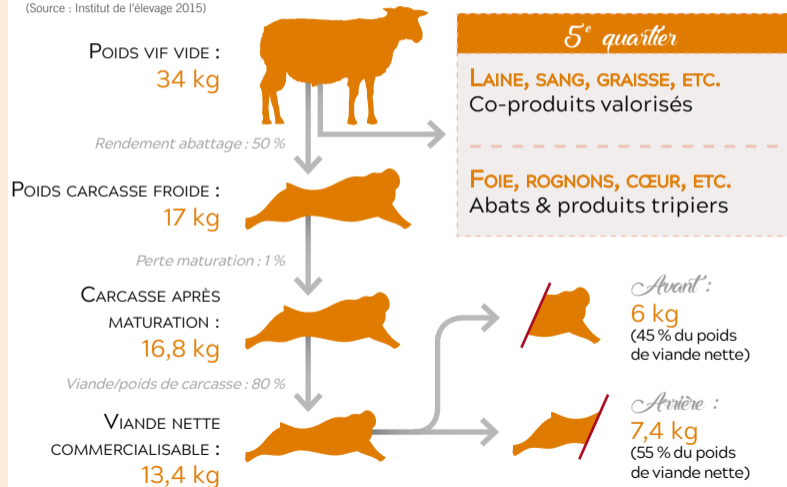 (Source : Institut de l'élevage 2015)
Poids vif vide :
34 kg
Rendement abattage : 50 %
5e quartier
Laine, sang, graisse, etc.
Co-produits valorisés
Foie, rognons, cœur, etc.
Abats & produits tripiers
Poids carcasse froide :
17 kg
Perte maturation : 1 %
Carcasse après
maturation :
16,8 kg
Viande/poids de carcasse : 80 %
Viande nette
commercialisable :
13,4 kg
Avant :
6 kg
(45 % du poids
de viande nette)
Arrière :
7,4 kg
(55 % du poids
de viande nette)